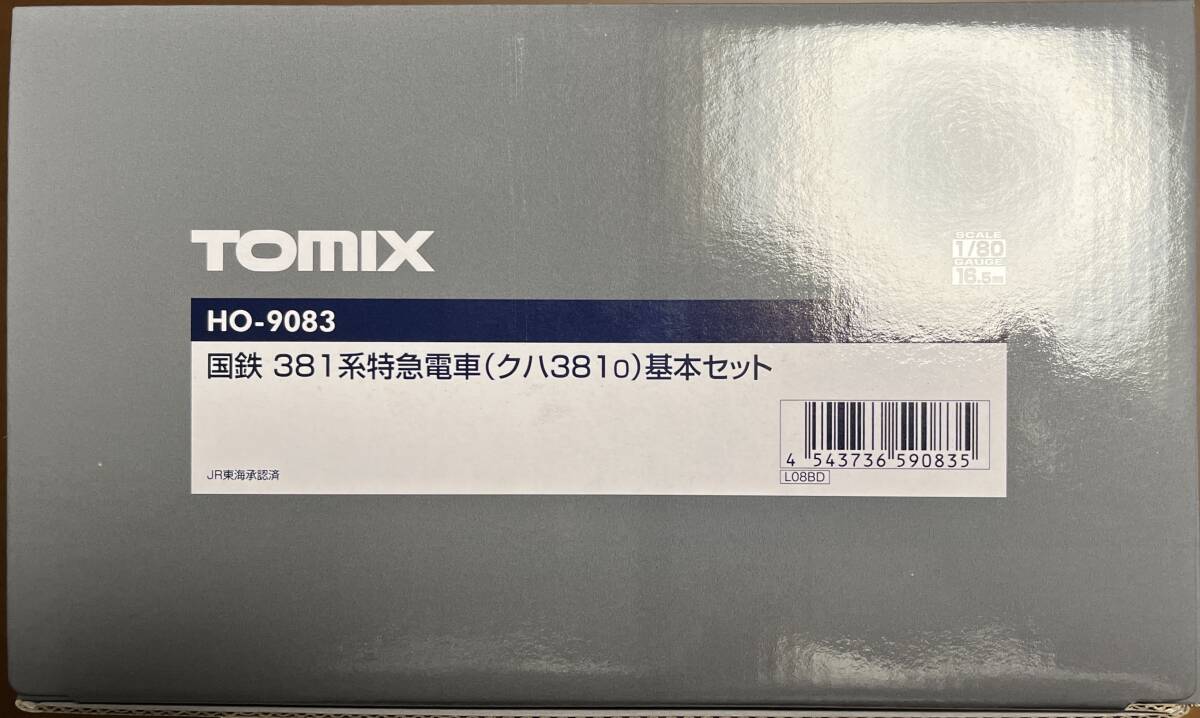 TOMIX
SCALE
1/80
GAUGE
16.5mm
HO-9083
国鉄 381系特急電車(クハ3810)基本セット
4 543736 590835
L08BD
JR東海承認済